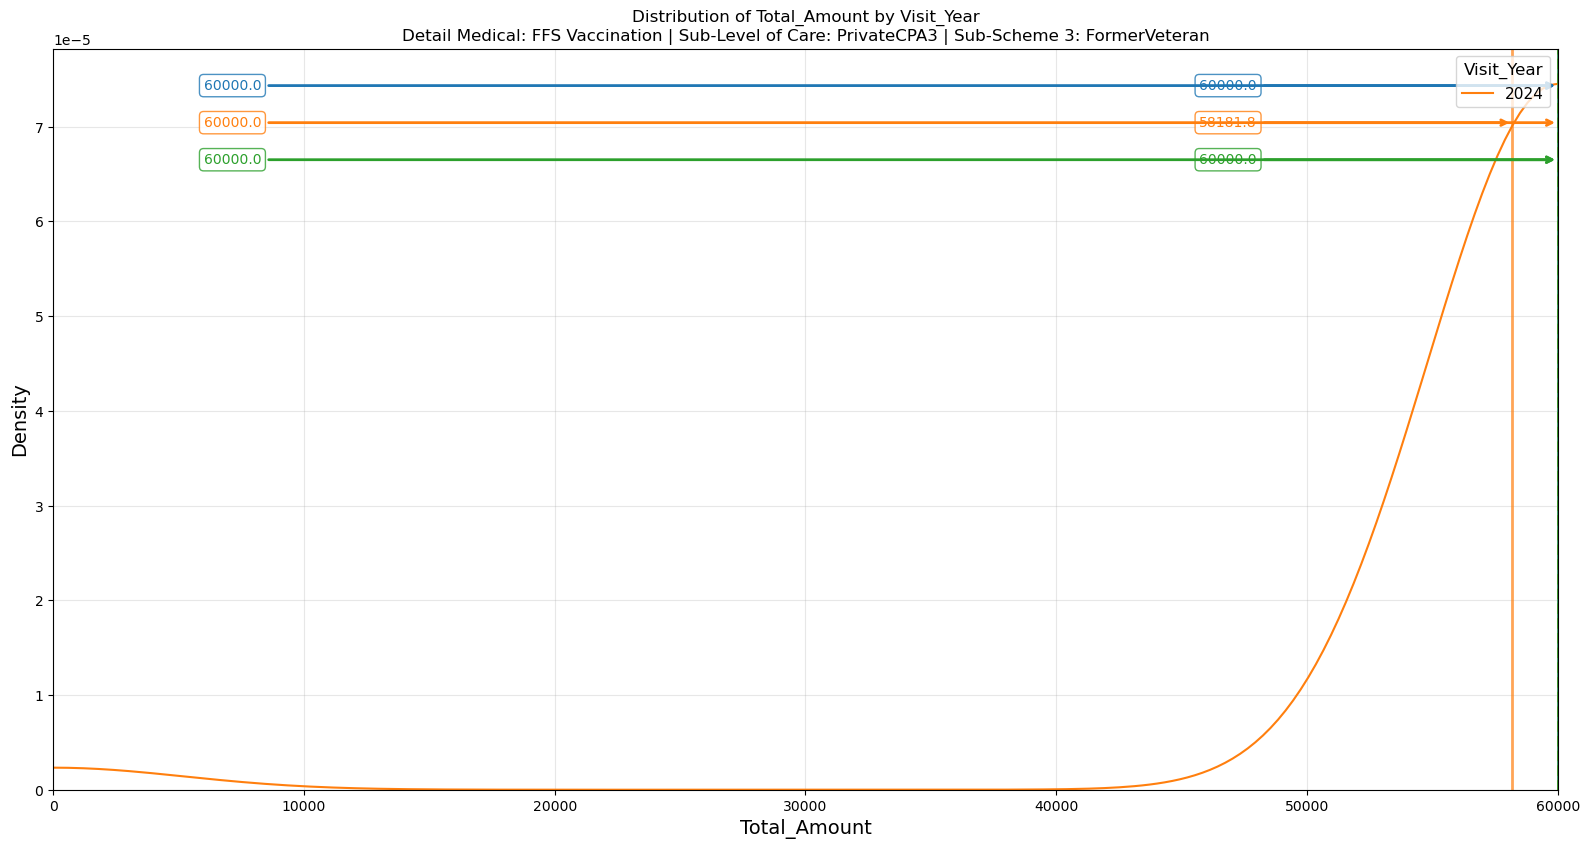 Distribution of Total_Amount by Visit_Year
Detail Medical: FFS Vaccination | Sub-Level of Care: PrivateCPA3 | Sub-Scheme 3: FormerVeteran
1e−5
Visit_Year
2024
60000.0 60000.0
60000.0 58181.8
60000.0 60000.0
7
6
5
4
3
2
1
0
Density
0 10000 20000 30000 40000 50000 60000
Total_Amount